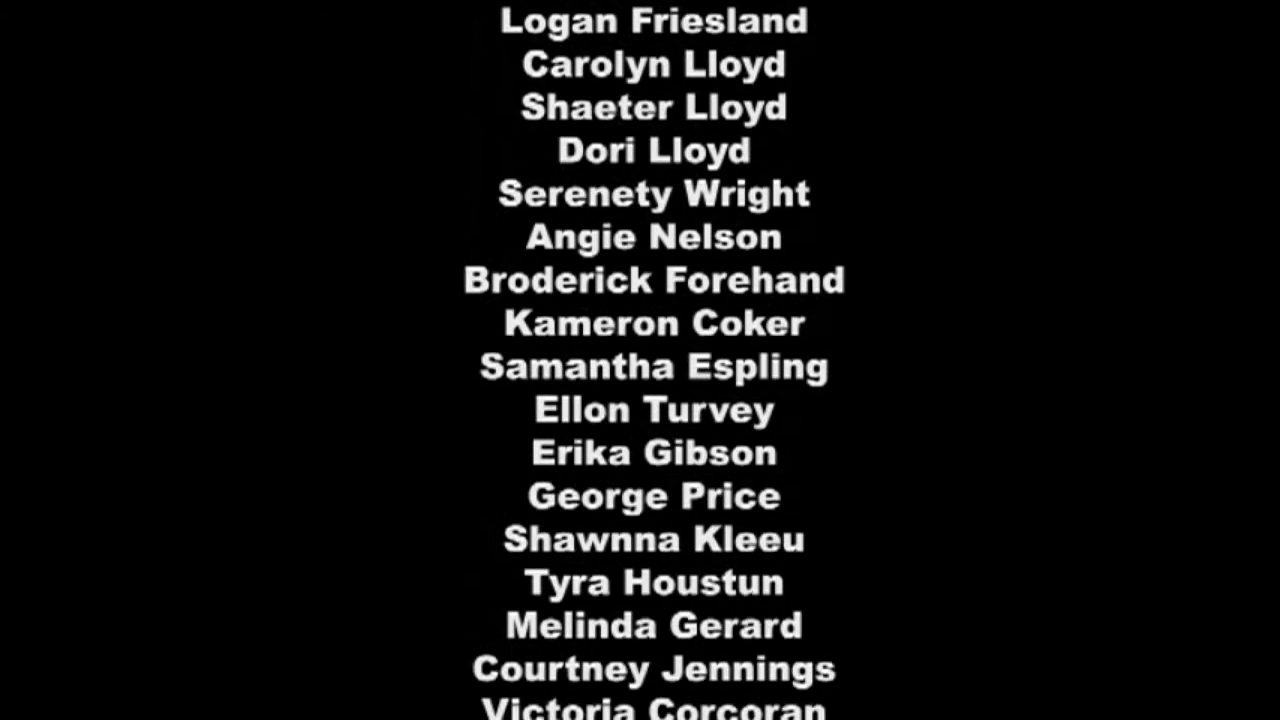 Logan Friesland
Carolyn Lloyd
Shaeter Lloyd
Dori Lloyd
Serenety Wright
Angie Nelson
Broderick Forehand
Kameron Coker
Samantha Espling
Ellon Turvey
Erika Gibson
George Price
Shawnna Kleeu
Tyra Houstun
Melinda Gerard
Courtney Jennings
Victoria Corcoran